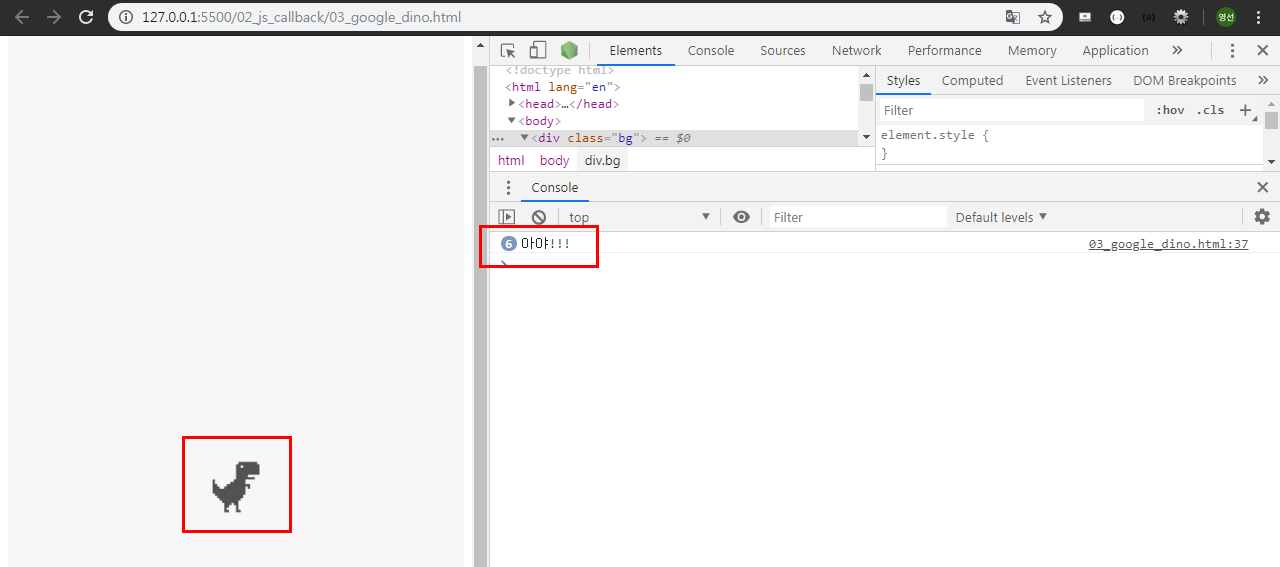 127.0.0.1:5500/02_js_callback/03_google_dino.html
영선
Elements Console Sources Network Performance Memory Application »
<!doctype html>
<html lang="en">
<head>…</head>
<body>
<div class="bg"> == $0
html body div.bg
Styles Computed Event Listeners DOM Breakpoints »
Filter :hov .cls +
element.style {
}
Console
top Filter Default levels
6 아야!!! 03_google_dino.html:37